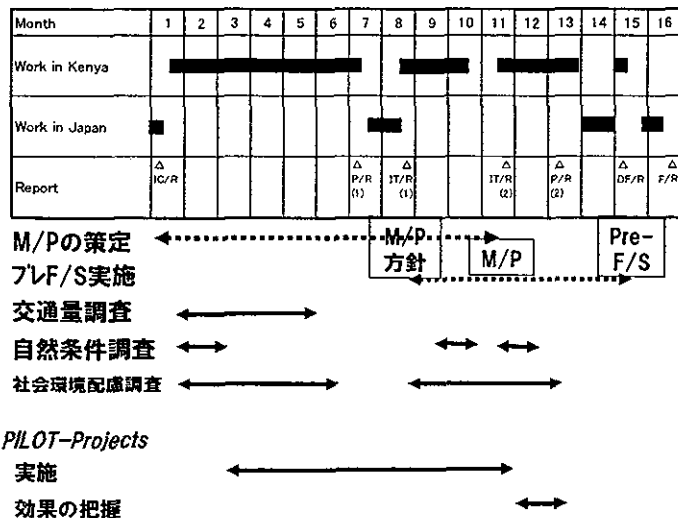 Month 1 2 3 4 5 6 7 8 9 10 11 12 13 14 15 16
Work in Kenya
Work in Japan
Report
△ △ △ △ △ △ △ △
IC/R P/R IT/R IT/R P/R DF/R F/R
(1) (1) (2) (2)
M/Pの策定
M/P
方針
M/P
Pre-
F/S
プレF/S実施
交通量調査
自然条件調査
社会環境配慮調査
PILOT-Projects
実施
効果の把握